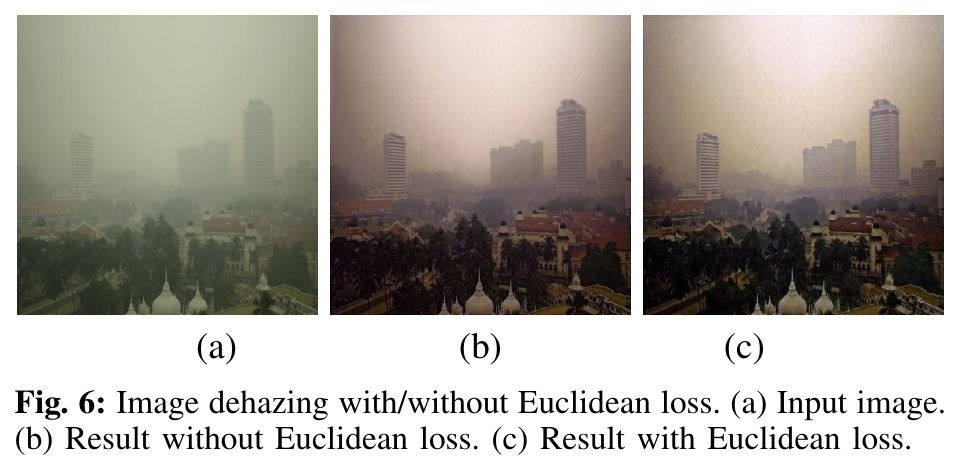 (a) (b) (c)
Fig. 6: Image dehazing with/without Euclidean loss. (a) Input image.
(b) Result without Euclidean loss. (c) Result with Euclidean loss.